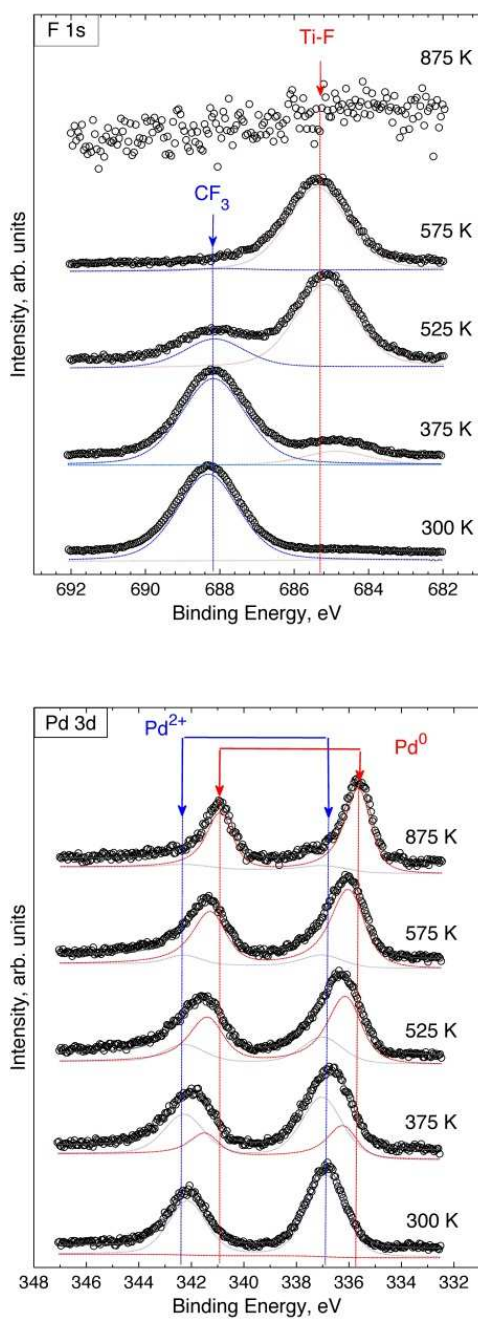 F 1s
Ti-F
875 K
CF3
575 K
525 K
375 K
300 K
Intensity, arb. units
692 690 688 686 684 682
Binding Energy, eV
Pd 3d
Pd2+
Pd0
875 K
575 K
525 K
375 K
300 K
Intensity, arb. units
348 346 344 342 340 338 336 334 332
Binding Energy, eV